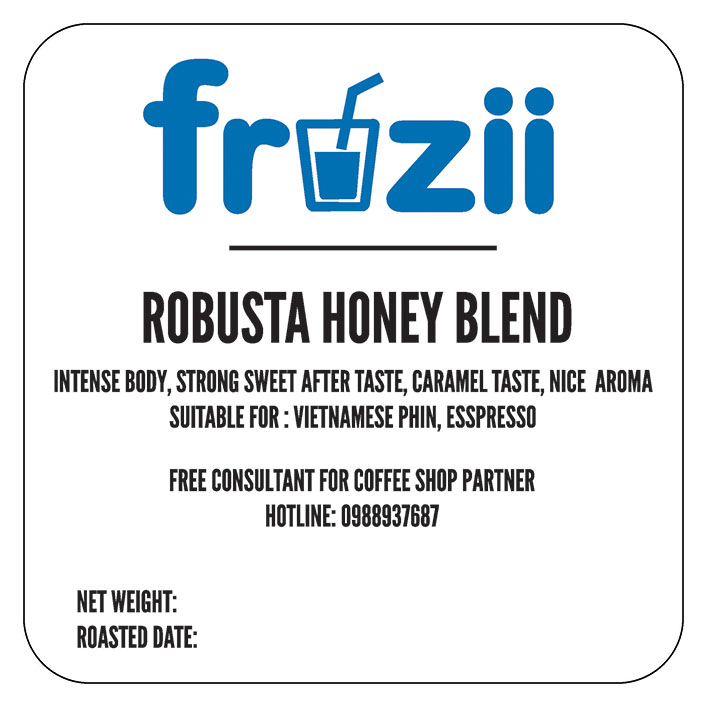 frozii
ROBUSTA HONEY BLEND
INTENSE BODY, STRONG SWEET AFTER TASTE, CARAMEL TASTE, NICE AROMA
SUITABLE FOR : VIETNAMESE PHIN, ESSPRESSO
FREE CONSULTANT FOR COFFEE SHOP PARTNER
HOTLINE: 0988937687
NET WEIGHT:
ROASTED DATE: